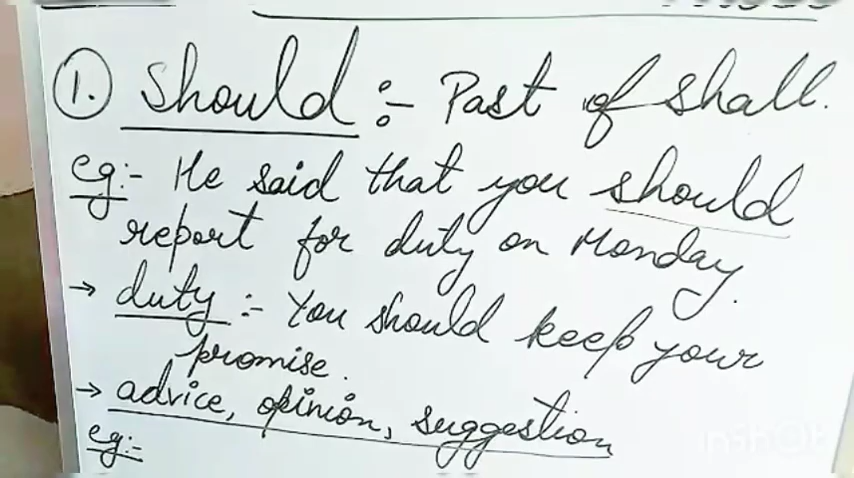 1. Should :- Past of shall.
eg:- He said that you should
report for duty on Monday.
→ duty :- You should keep your
promise.
→ advice, opinion, suggestion
eg:-
InShOt